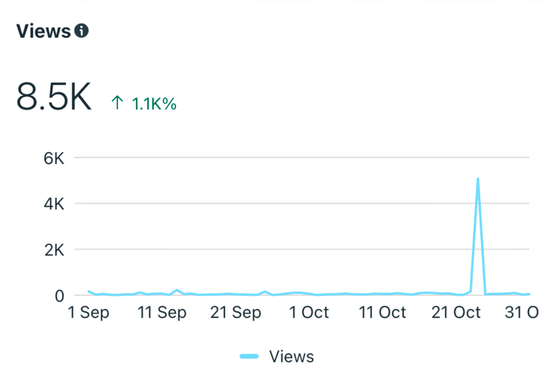 Views
8.5K ↑ 1.1K%
6K
4K
2K
0
1 Sep 11 Sep 21 Sep 1 Oct 11 Oct 21 Oct 31 O
Views